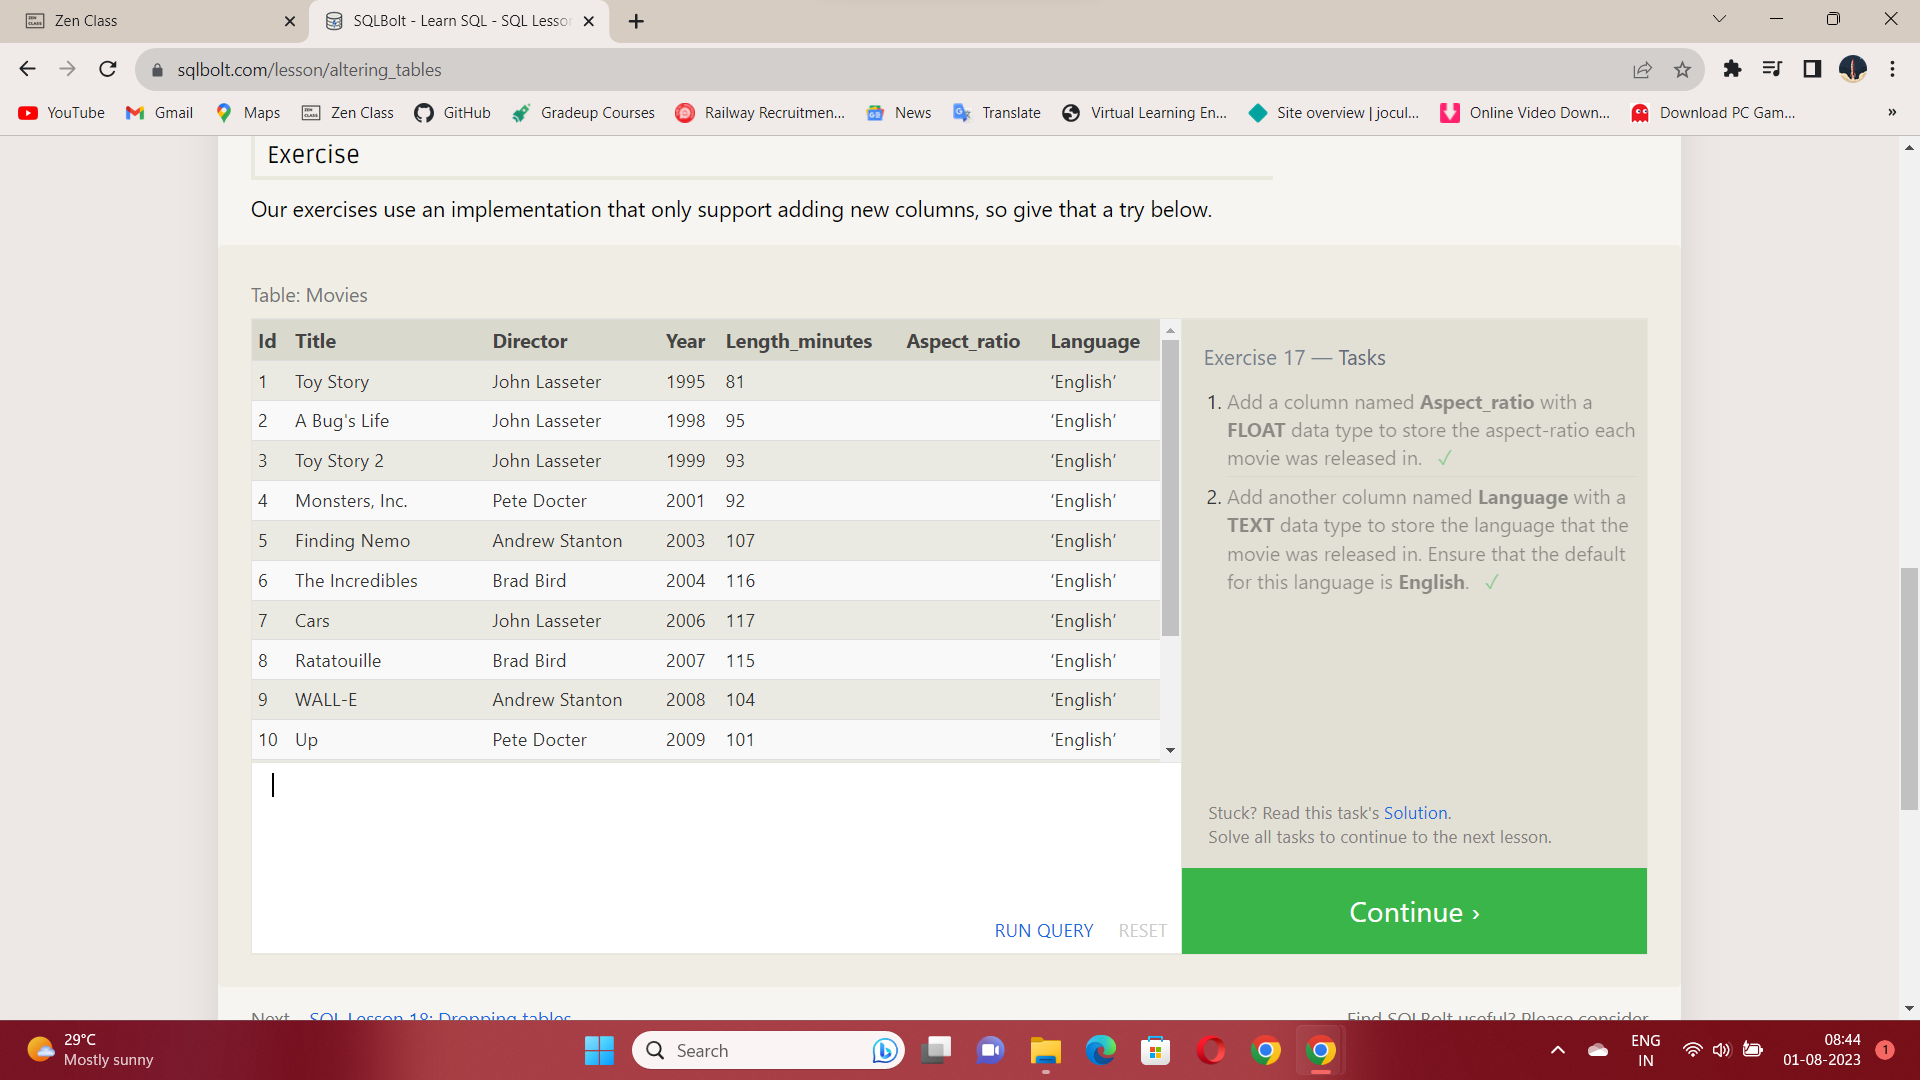 Zen Class
SQLBolt - Learn SQL - SQL Lesson
sqlbolt.com/lesson/altering_tables
YouTube Gmail Maps Zen Class GitHub Gradeup Courses Railway Recruitmen... News Translate Virtual Learning En... Site overview | jocul... Online Video Down... Download PC Gam... »
Exercise
Our exercises use an implementation that only support adding new columns, so give that a try below.
Table: Movies
Id Title Director Year Length_minutes Aspect_ratio Language
1 Toy Story John Lasseter 1995 81 ‘English’
2 A Bug's Life John Lasseter 1998 95 ‘English’
3 Toy Story 2 John Lasseter 1999 93 ‘English’
4 Monsters, Inc. Pete Docter 2001 92 ‘English’
5 Finding Nemo Andrew Stanton 2003 107 ‘English’
6 The Incredibles Brad Bird 2004 116 ‘English’
7 Cars John Lasseter 2006 117 ‘English’
8 Ratatouille Brad Bird 2007 115 ‘English’
9 WALL-E Andrew Stanton 2008 104 ‘English’
10 Up Pete Docter 2009 101 ‘English’
RUN QUERY RESET
Exercise 17 — Tasks
1. Add a column named Aspect_ratio with a
FLOAT data type to store the aspect-ratio each
movie was released in. ✓
2. Add another column named Language with a
TEXT data type to store the language that the
movie was released in. Ensure that the default
for this language is English. ✓
Stuck? Read this task's Solution.
Solve all tasks to continue to the next lesson.
Continue ›
Next – SQL Lesson 18: Dropping tables
Find SQLBolt useful? Please consider
29°C
Mostly sunny
Search
ENG
IN
08:44
01-08-2023
1